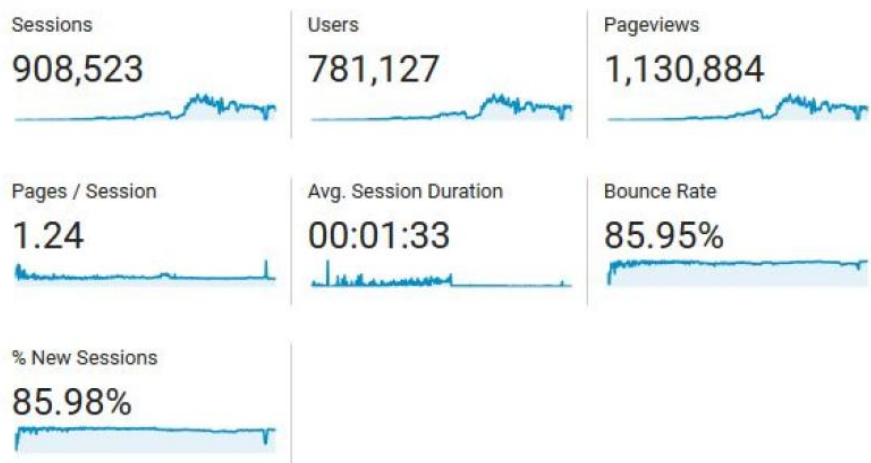 Sessions
908,523
Users
781,127
Pageviews
1,130,884
Pages / Session
1.24
Avg. Session Duration
00:01:33
Bounce Rate
85.95%
% New Sessions
85.98%